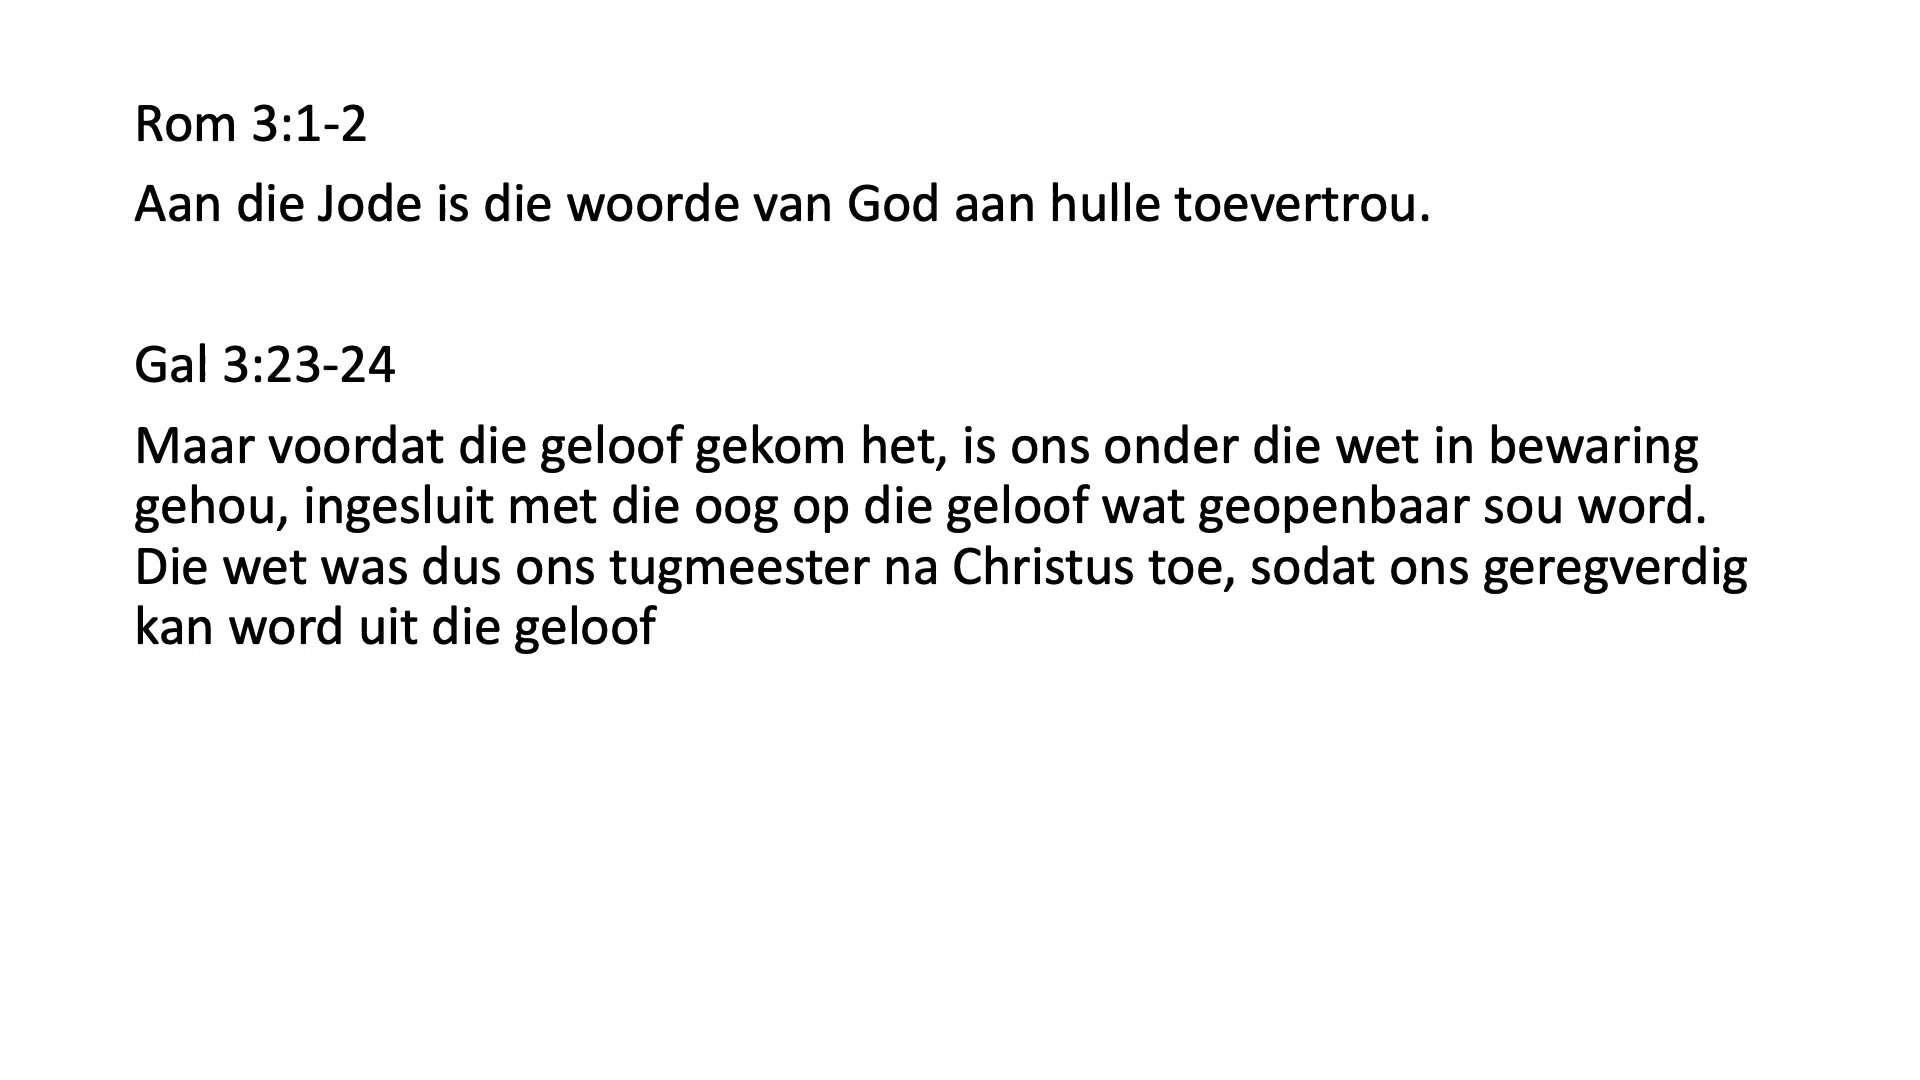 Rom 3:1-2
Aan die Jode is die woorde van God aan hulle toevertrou.
Gal 3:23-24
Maar voordat die geloof gekom het, is ons onder die wet in bewaring
gehou, ingesluit met die oog op die geloof wat geopenbaar sou word.
Die wet was dus ons tugmeester na Christus toe, sodat ons geregverdig
kan word uit die geloof